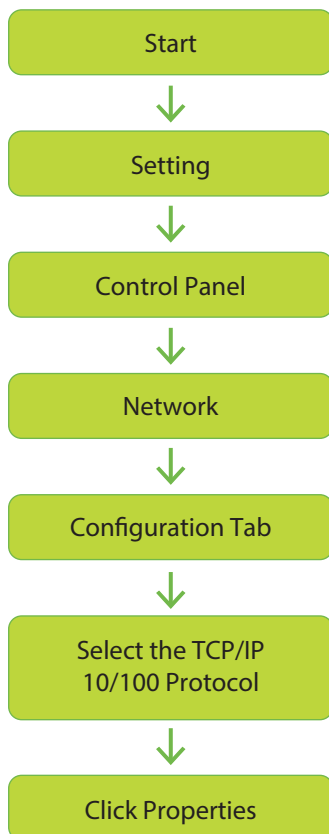 Start
Setting
Control Panel
Network
Configuration Tab
Select the TCP/IP
10/100 Protocol
Click Properties